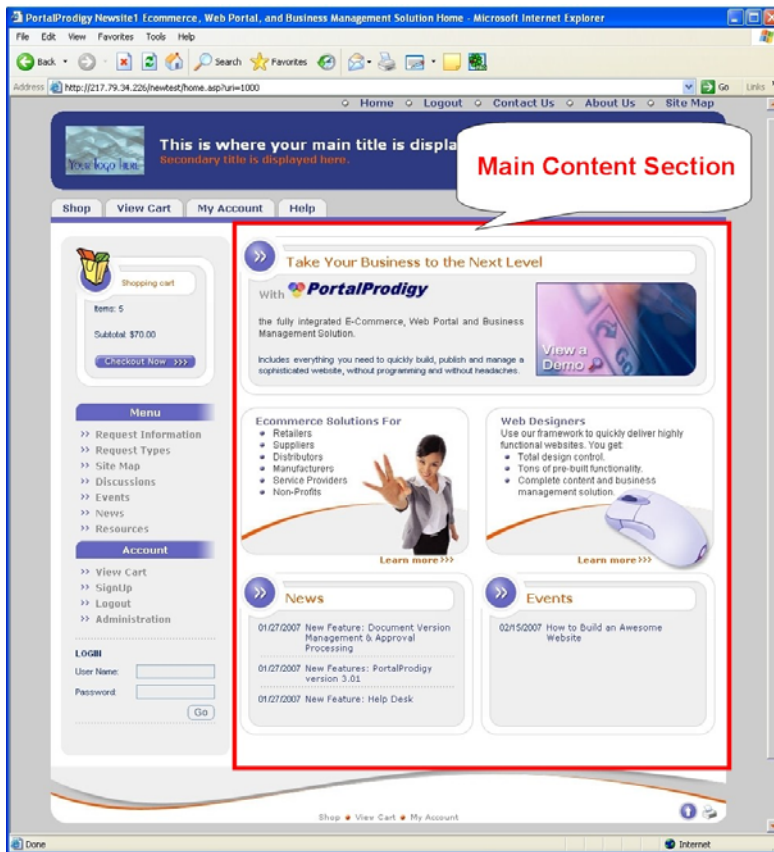 PortalProdigy Newsite1 Ecommerce, Web Portal, and Business Management Solution Home - Microsoft Internet Explorer
File Edit View Favorites Tools Help
Back Search Favorites
Address http://217.79.34.226/newtest/home.asp?uri=1000 Go Links
Home Logout Contact Us About Us Site Map
Your logo here
This is where your main title is displa
Secondary title is displayed here.
Main Content Section
Shop View Cart My Account Help
Shopping cart
Items: 5
Subtotal: $70.00
Checkout Now >>>
Menu
>> Request Information
>> Request Types
>> Site Map
>> Discussions
>> Events
>> News
>> Resources
Account
>> View Cart
>> SignUp
>> Logout
>> Administration
LOGIN
User Name:
Password:
Go
Take Your Business to the Next Level
With PortalProdigy
the fully integrated E-Commerce, Web Portal and Business
Management Solution.
Includes everything you need to quickly build, publish and manage a
sophisticated website, without programming and without headaches.
View a
Demo
Go
Ecommerce Solutions For
Retailers
Suppliers
Distributors
Manufacturers
Service Providers
Non-Profits
Learn more>>>
Web Designers
Use our framework to quickly deliver highly
functional websites. You get:
Total design control.
Tons of pre-built functionality.
Complete content and business
management solution.
Learn more>>>
News
01/27/2007 New Feature: Document Version
Management & Approval
Processing
01/27/2007 New Features: PortalProdigy
version 3.01
01/27/2007 New Feature: Help Desk
Events
02/15/2007 How to Build an Awesome
Website
Shop View Cart My Account
Done Internet